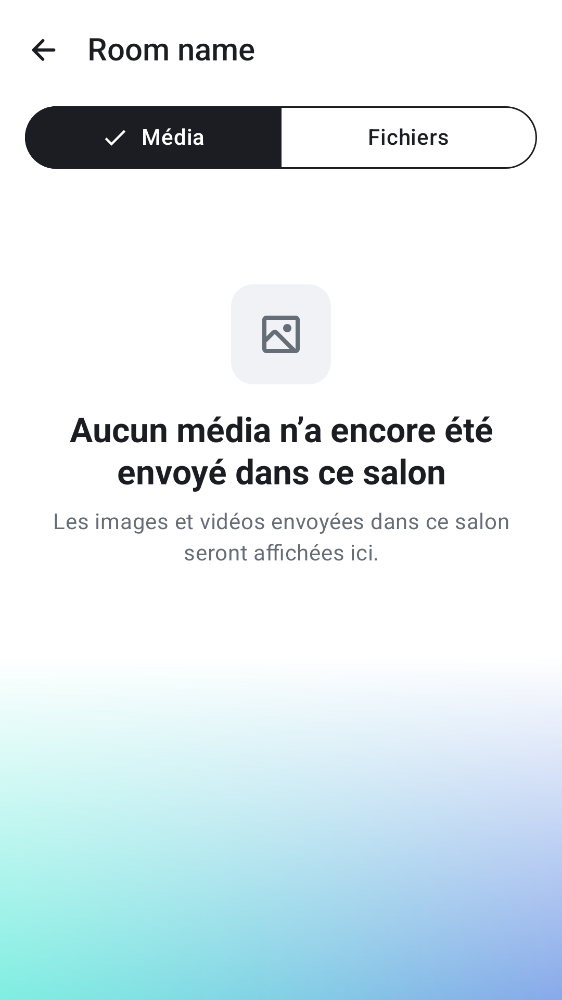 Room name
Média
Fichiers
Aucun média n’a encore été
envoyé dans ce salon
Les images et vidéos envoyées dans ce salon
seront affichées ici.